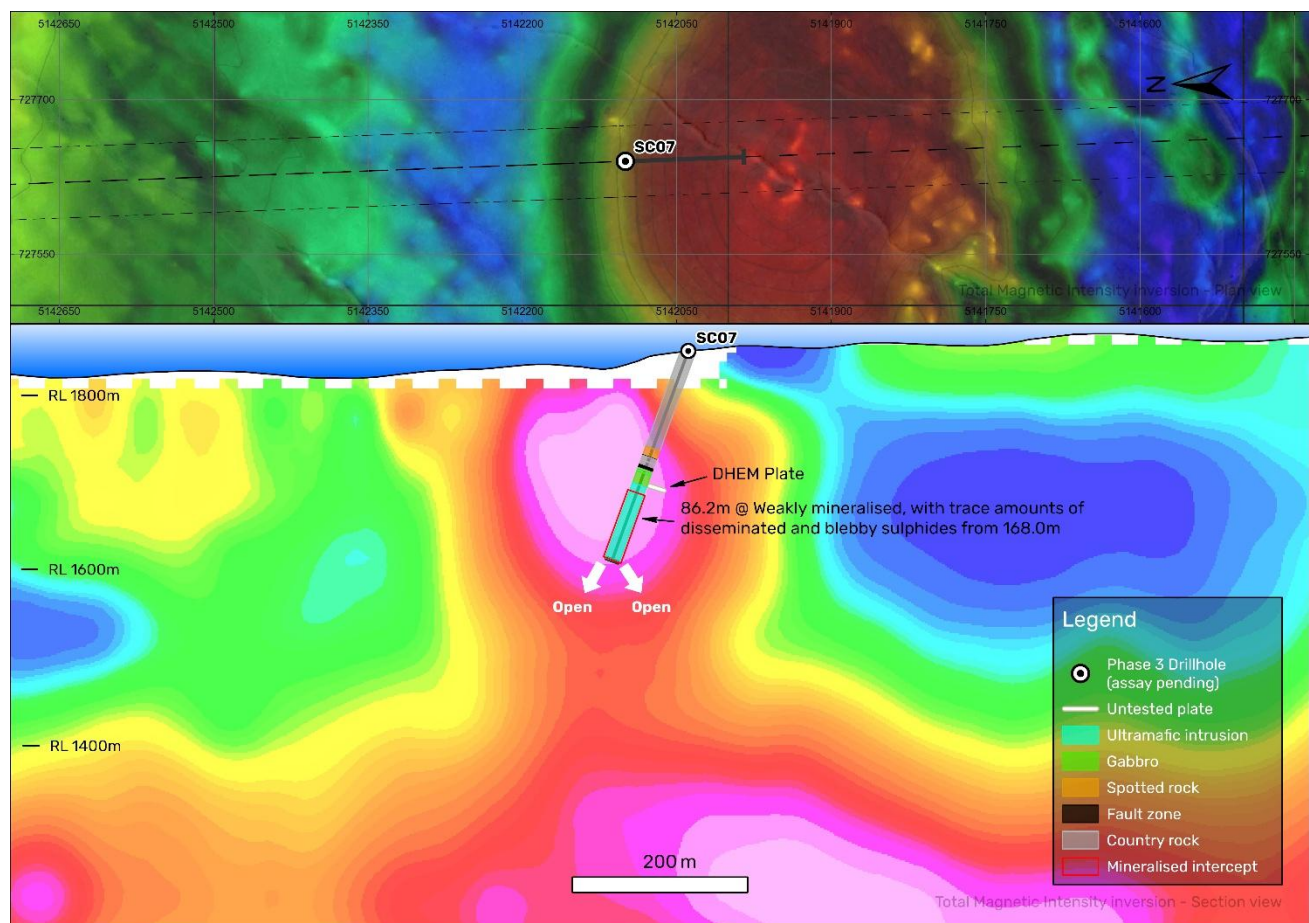 5142650 5142500 5142350 5142200 5142050 5141900 5141750 5141600
727700 727700
N
SC07
727550 727550
Total Magnetic Intensity inversion - Plan view
5142650 5142500 5142350 5142200 5142050 5141900 5141750 5141600
SC07
RL 1800m
DHEM Plate
86.2m @ Weakly mineralised, with trace amounts of
disseminated and blebby sulphides from 168.0m
RL 1600m
Open Open
Legend
Phase 3 Drillhole
(assay pending)
Untested plate
Ultramafic intrusion
Gabbro
Spotted rock
Fault zone
Country rock
Mineralised intercept
RL 1400m
200 m
Total Magnetic Intensity inversion - Section view